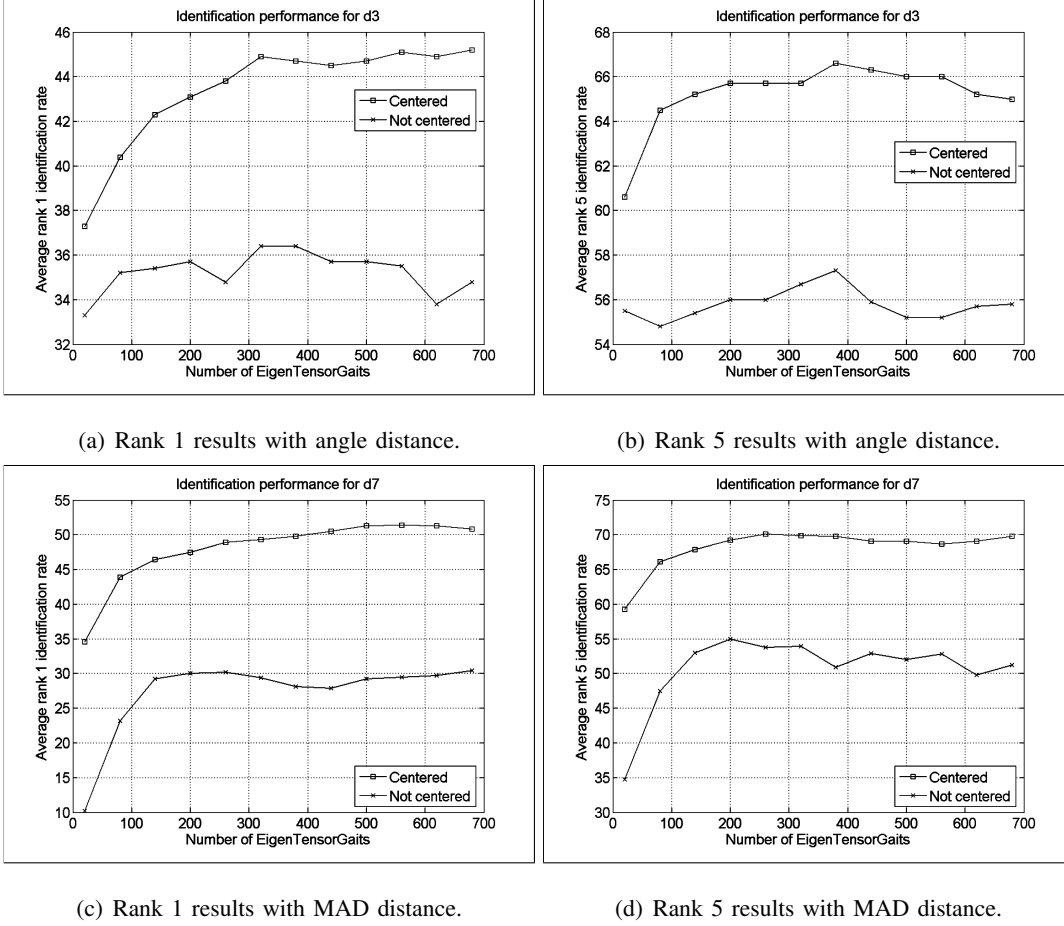 Identification performance for d3
Average rank 1 identification rate
46
44
42
40
38
36
34
32
0 100 200 300 400 500 600 700
Number of EigenTensorGaits
Centered
Not centered
(a) Rank 1 results with angle distance.
Identification performance for d3
Average rank 5 identification rate
68
66
64
62
60
58
56
54
0 100 200 300 400 500 600 700
Number of EigenTensorGaits
Centered
Not centered
(b) Rank 5 results with angle distance.
Identification performance for d7
Average rank 1 identification rate
55
50
45
40
35
30
25
20
15
10
0 100 200 300 400 500 600 700
Number of EigenTensorGaits
Centered
Not centered
(c) Rank 1 results with MAD distance.
Identification performance for d7
Average rank 5 identification rate
75
70
65
60
55
50
45
40
35
30
0 100 200 300 400 500 600 700
Number of EigenTensorGaits
Centered
Not centered
(d) Rank 5 results with MAD distance.